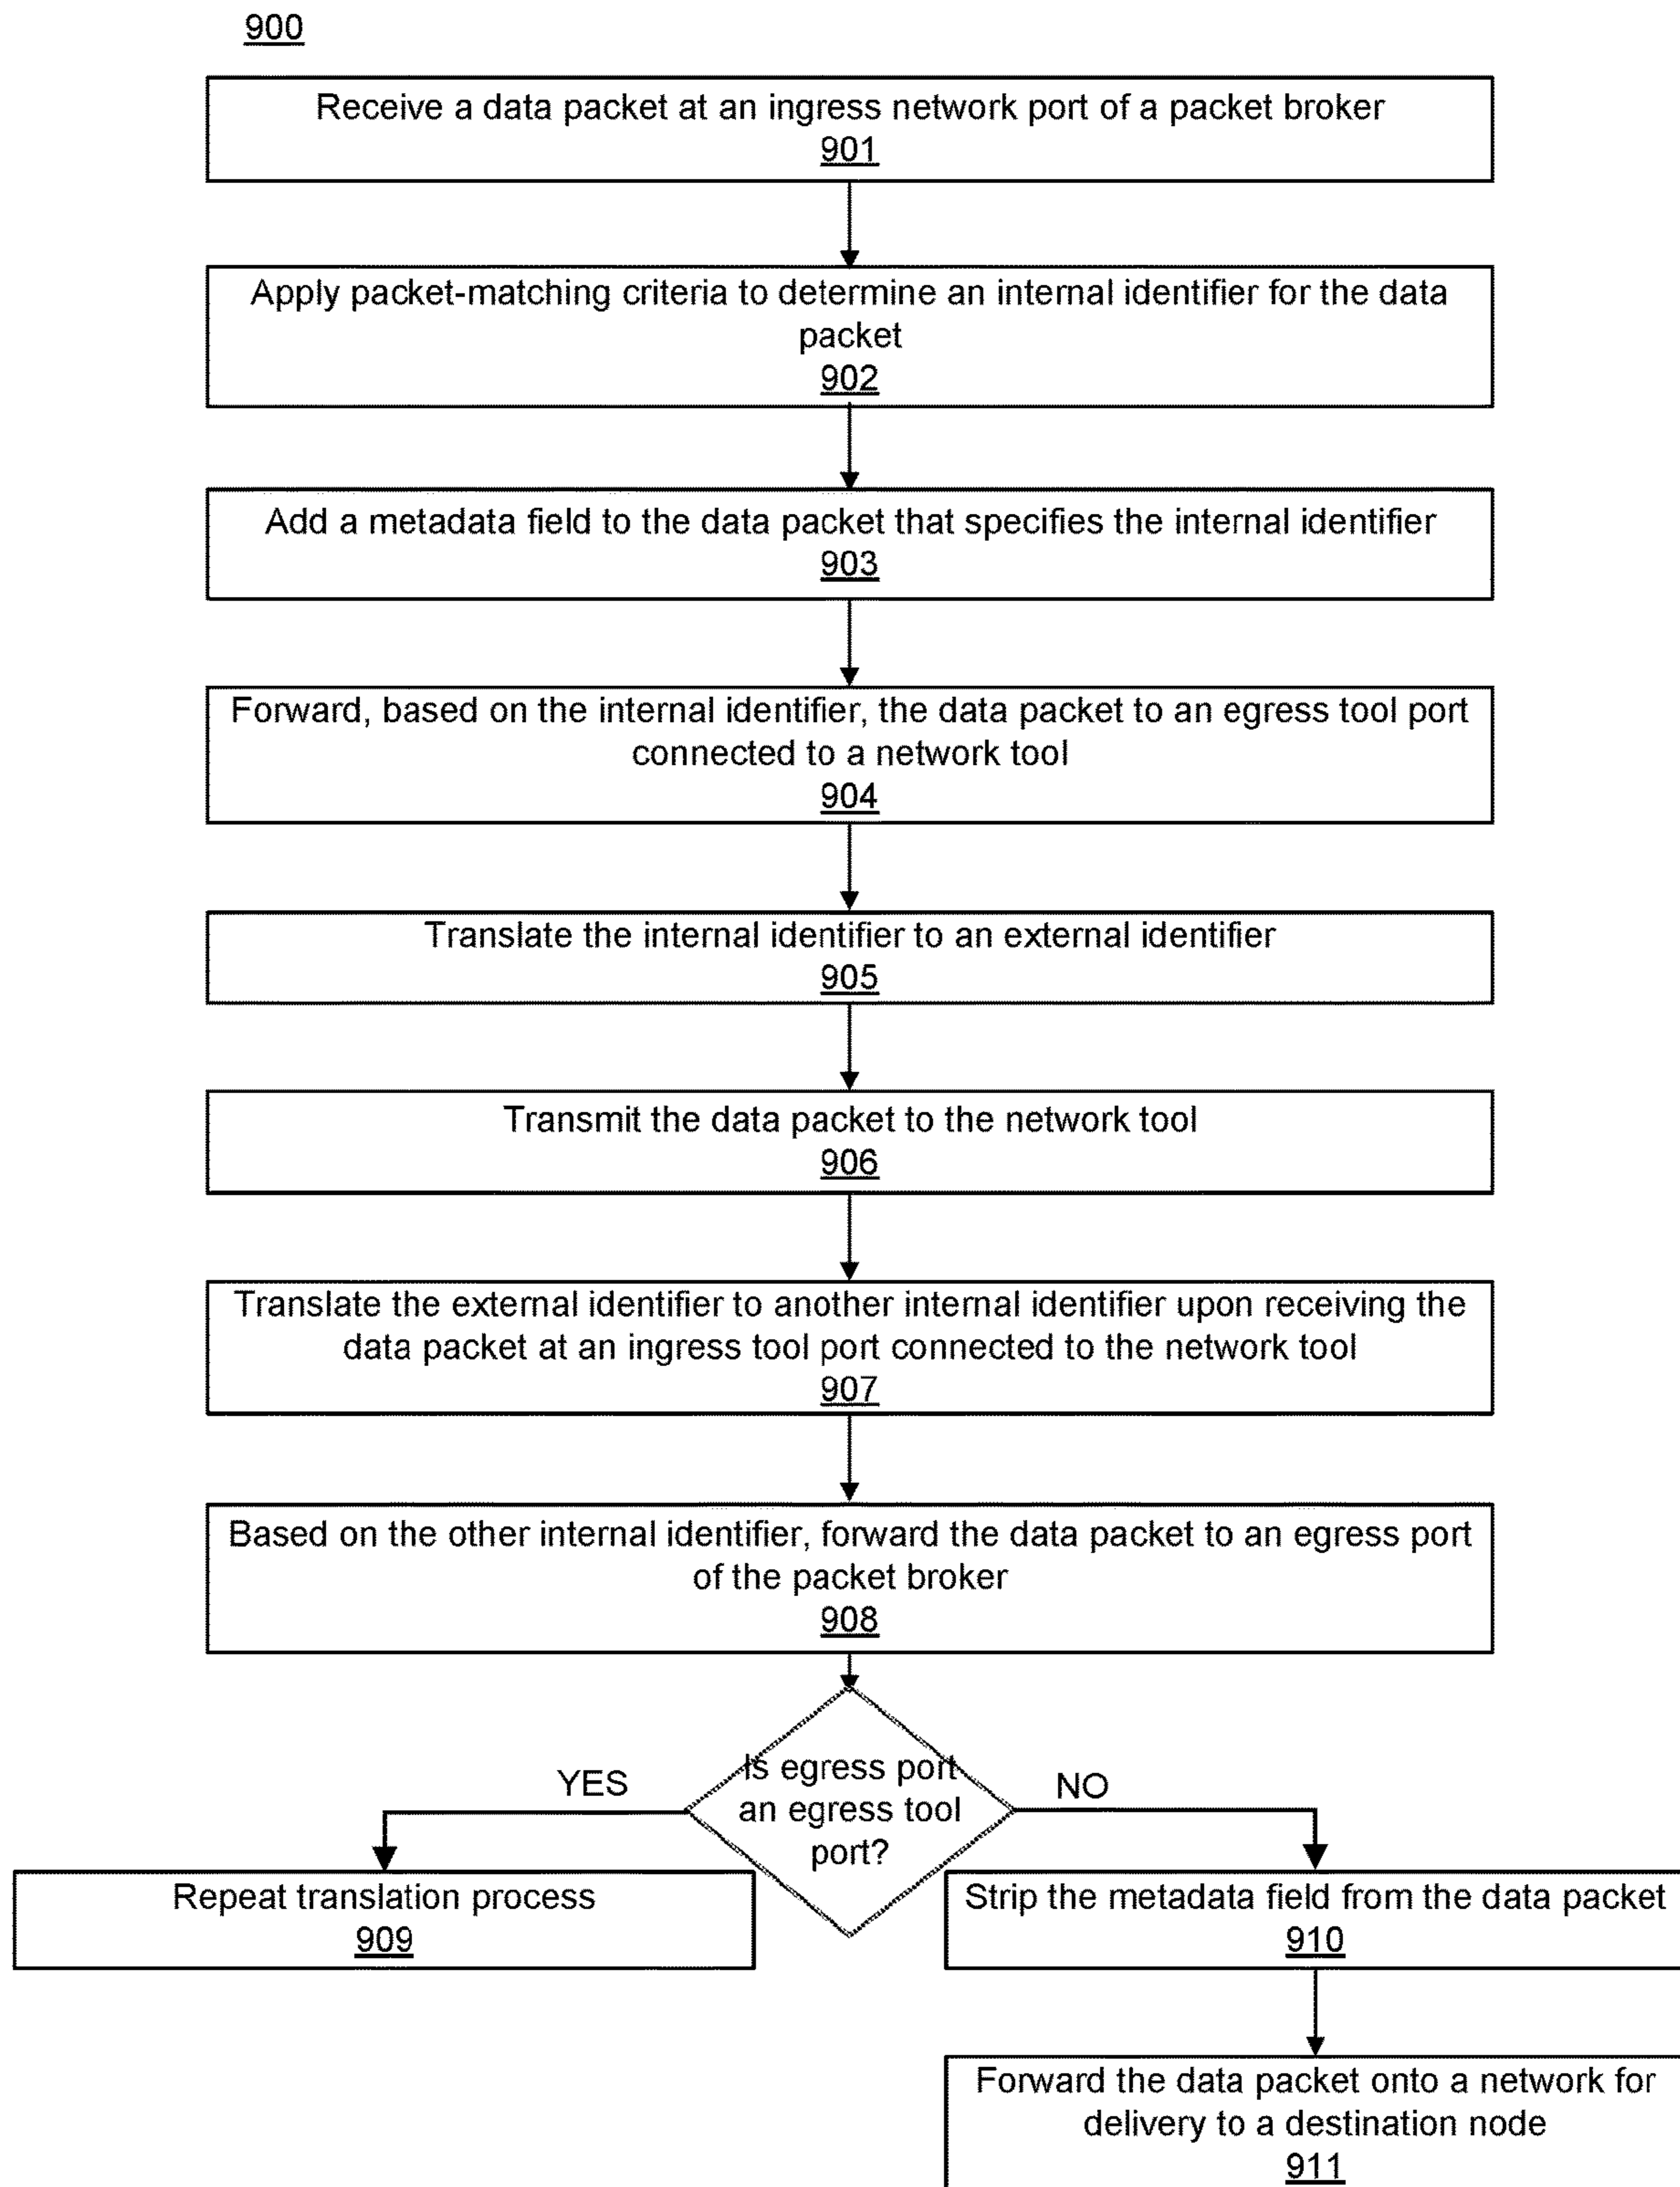 900
Receive a data packet at an ingress network port of a packet broker
901
Apply packet-matching criteria to determine an internal identifier for the data
packet
902
Add a metadata field to the data packet that specifies the internal identifier
903
Forward, based on the internal identifier, the data packet to an egress tool port
connected to a network tool
904
Translate the internal identifier to an external identifier
905
Transmit the data packet to the network tool
906
Translate the external identifier to another internal identifier upon receiving the
data packet at an ingress tool port connected to the network tool
907
Based on the other internal identifier, forward the data packet to an egress port
of the packet broker
908
Is egress port
an egress tool
port?
YES
NO
Repeat translation process
909
Strip the metadata field from the data packet
910
Forward the data packet onto a network for
delivery to a destination node
911